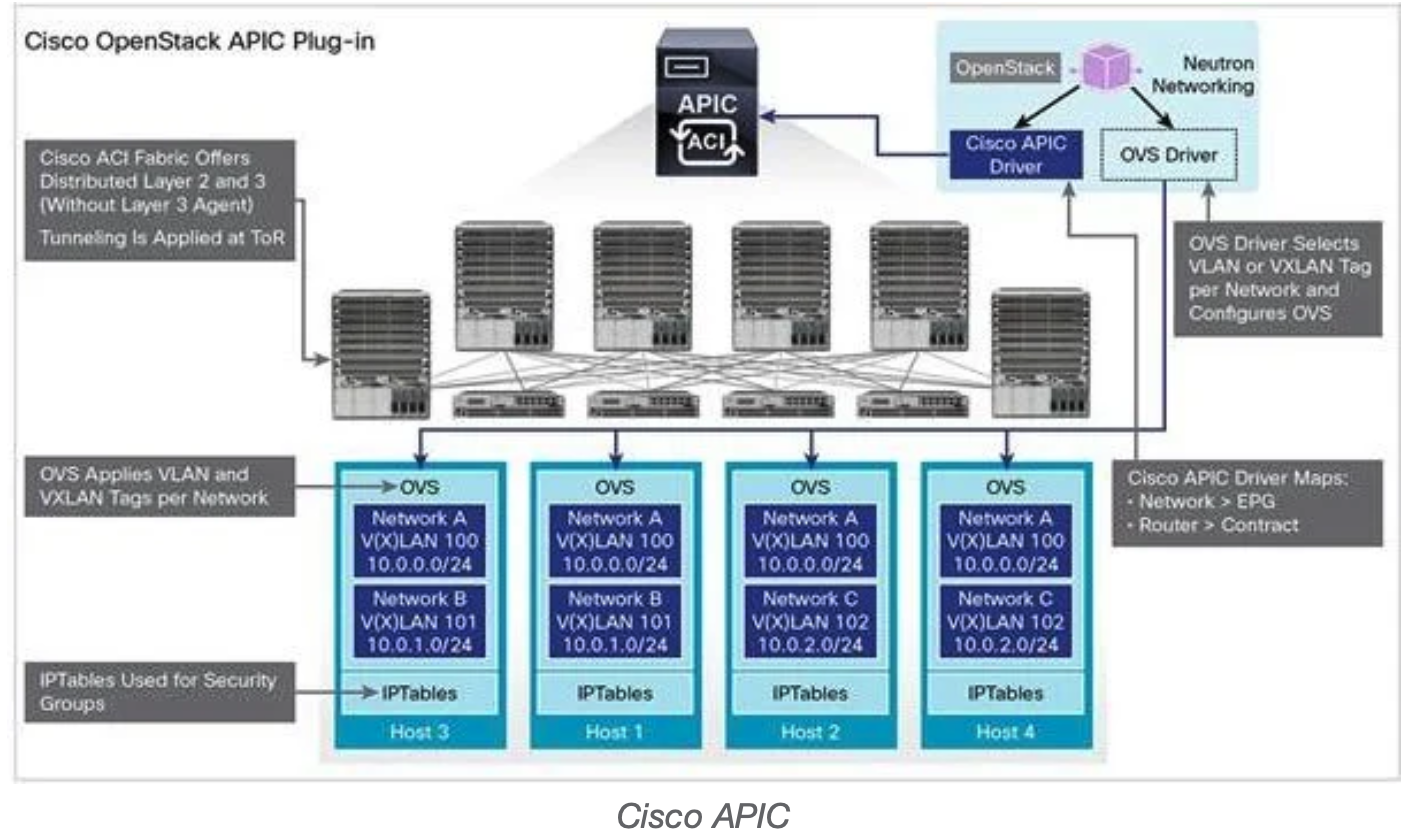 Cisco OpenStack APIC Plug-in
APIC
ACI
OpenStack
Neutron
Networking
Cisco APIC
Driver
OVS Driver
Cisco ACI Fabric Offers
Distributed Layer 2 and 3
(Without Layer 3 Agent)
Tunneling Is Applied at ToR
OVS Driver Selects
VLAN or VXLAN Tag
per Network and
Configures OVS
OVS Applies VLAN and
VXLAN Tags per Network
Cisco APIC Driver Maps:
• Network > EPG
• Router > Contract
IPTables Used for Security
Groups
OVS
Network A
V(X)LAN 100
10.0.0.0/24
Network B
V(X)LAN 101
10.0.1.0/24
IPTables
Host 3
OVS
Network A
V(X)LAN 100
10.0.0.0/24
Network B
V(X)LAN 101
10.0.1.0/24
IPTables
Host 1
OVS
Network A
V(X)LAN 100
10.0.0.0/24
Network C
V(X)LAN 102
10.0.2.0/24
IPTables
Host 2
OVS
Network A
V(X)LAN 100
10.0.0.0/24
Network C
V(X)LAN 102
10.0.2.0/24
IPTables
Host 4
Cisco APIC